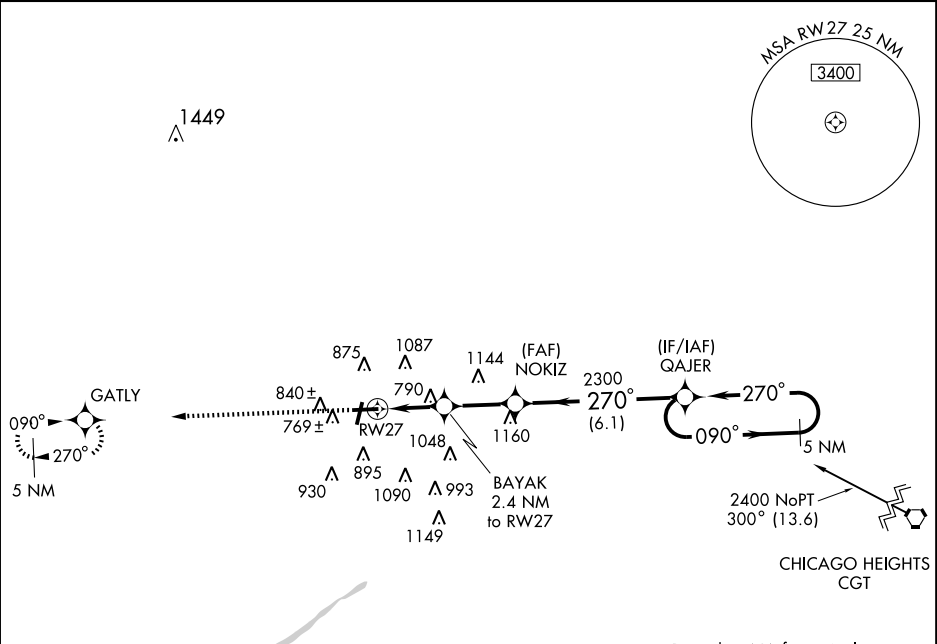 MSA RW27 25 NM
3400
1449
875
1087
1144
(FAF)
NOKIZ
(IF/IAF)
QAJER
GATLY
840 ±
790
2300
270°
(6.1)
270°
090°
769 ±
RW27
1160
090°
270°
5 NM
1048
5 NM
895
930
1090
993
BAYAK
2.4 NM
to RW27
2400 NoPT
300° (13.6)
1149
CHICAGO HEIGHTS
CGT